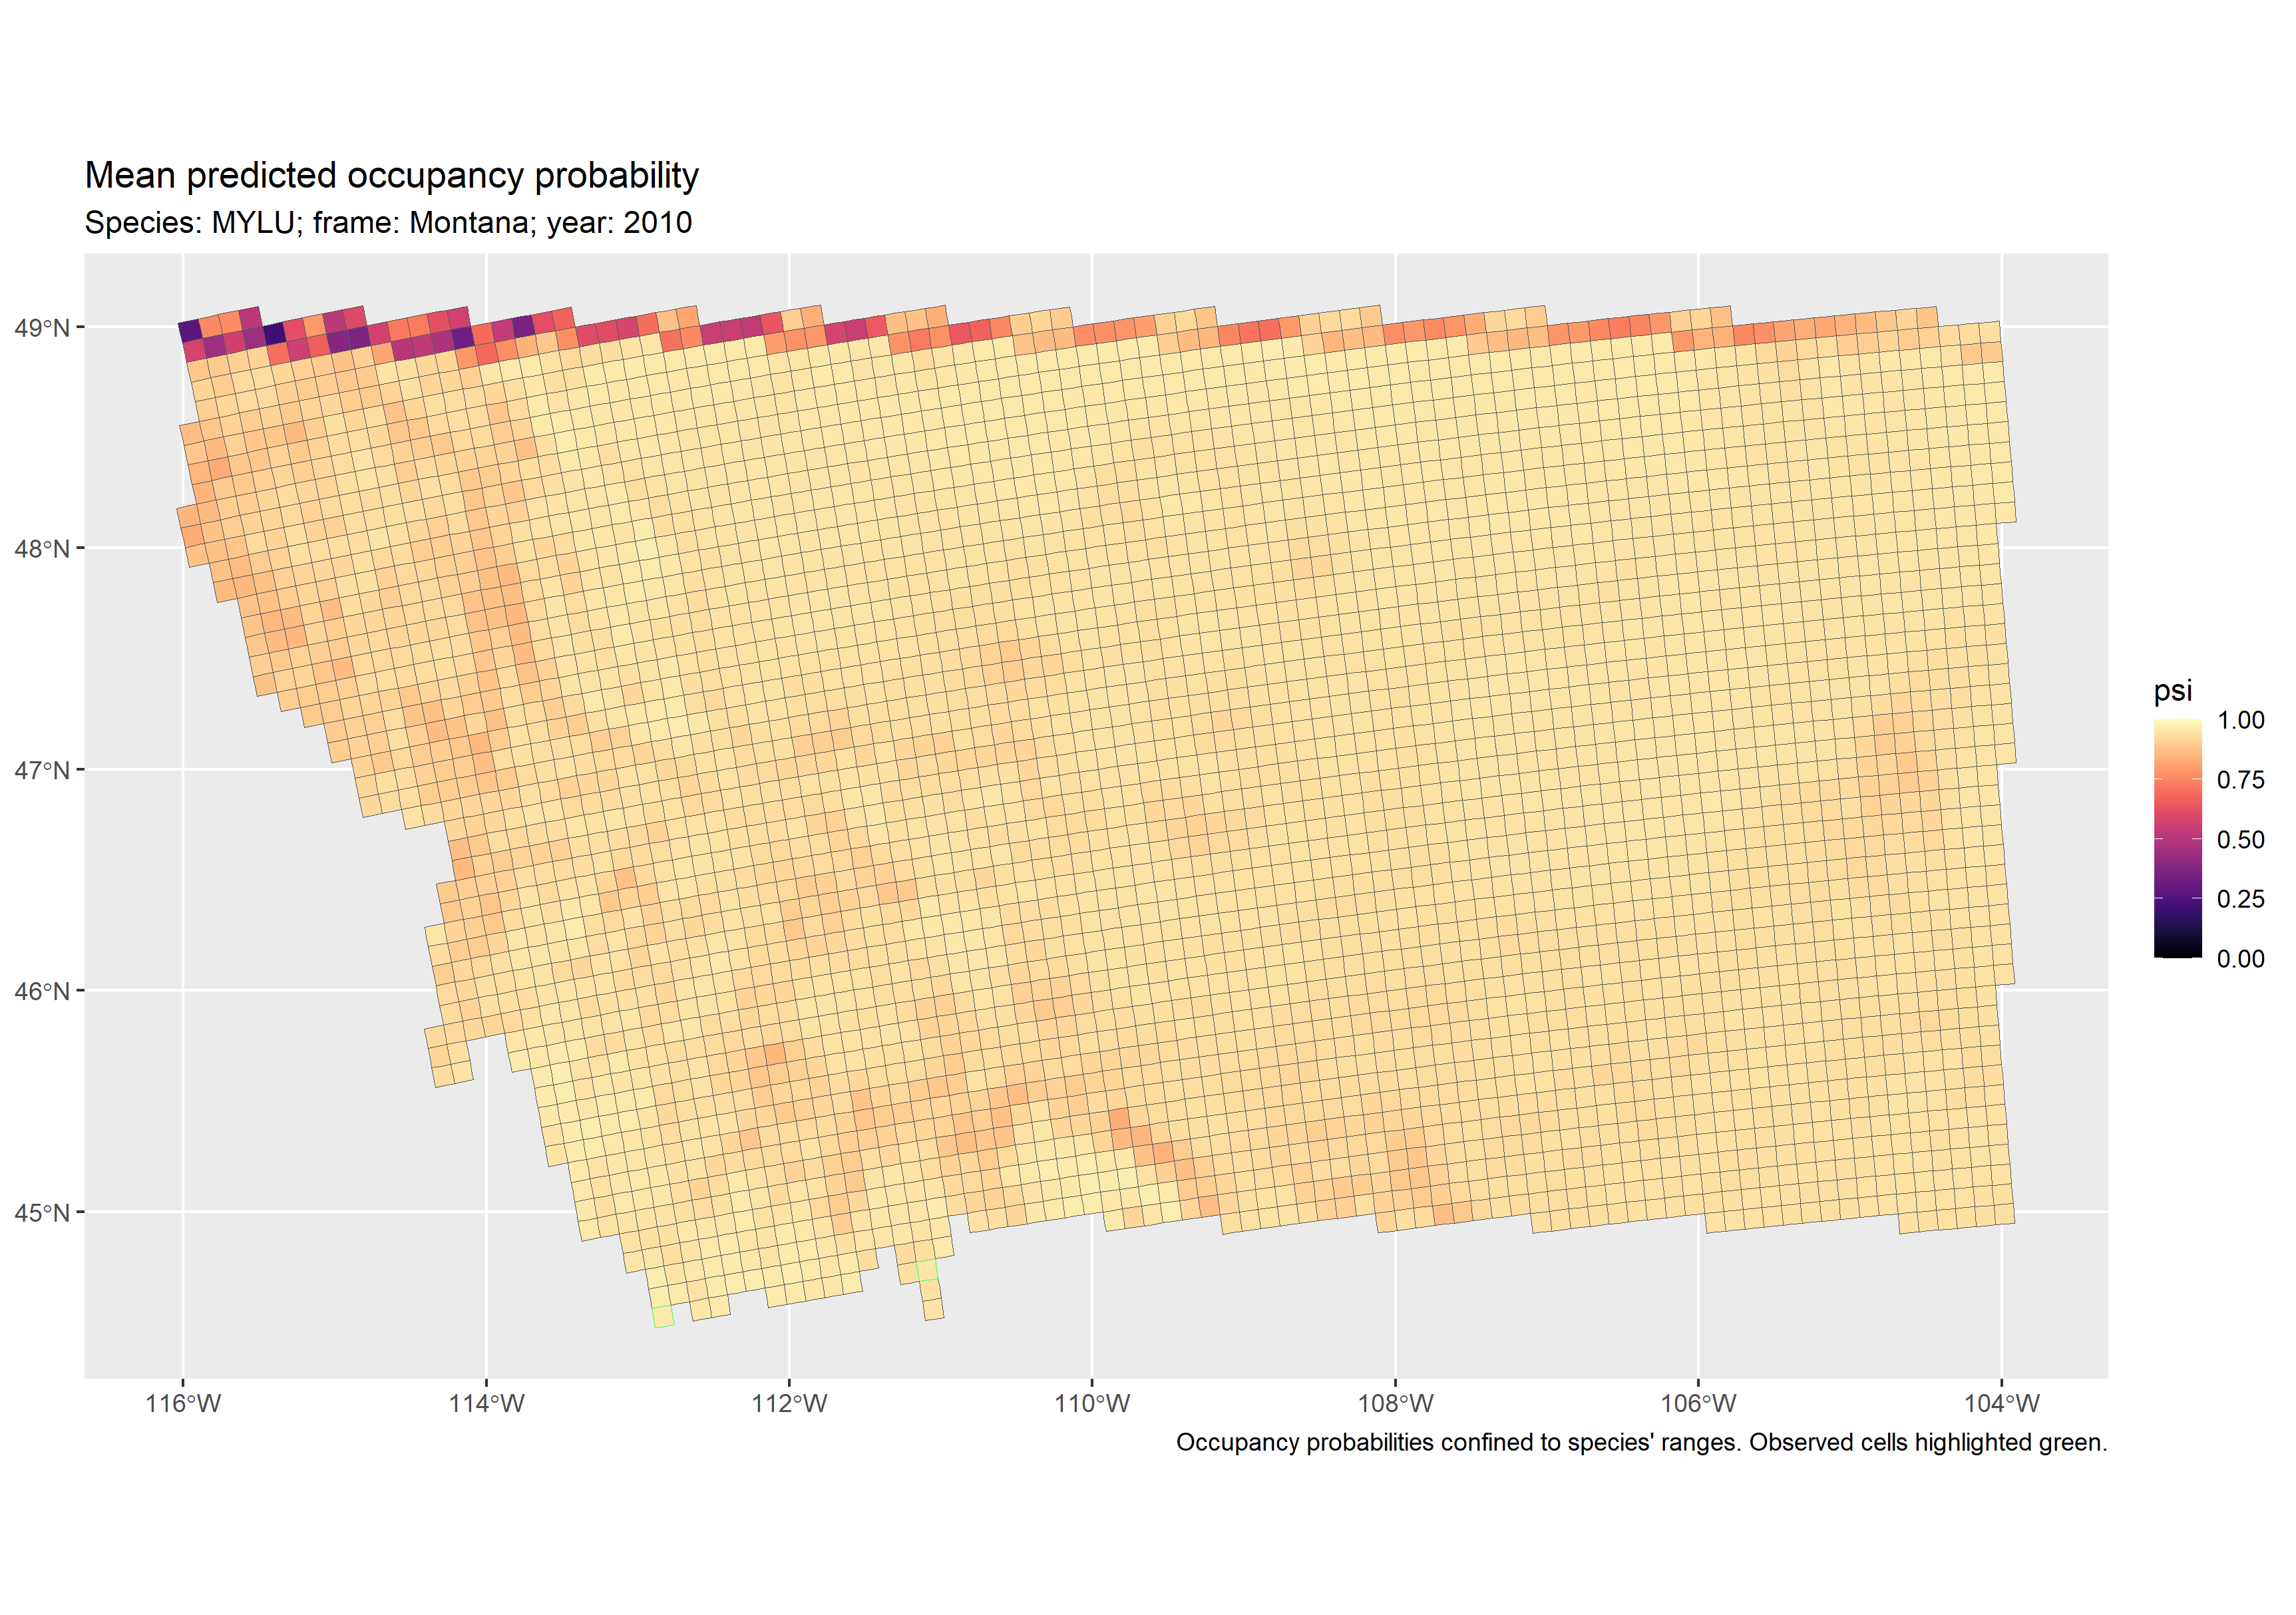 Mean predicted occupancy probability
Species: MYLU; frame: Montana; year: 2010
49°N
48°N
47°N
46°N
45°N
116°W
114°W
112°W
110°W
108°W
106°W
104°W
psi
1.00
0.75
0.50
0.25
0.00
Occupancy probabilities confined to species' ranges. Observed cells highlighted green.